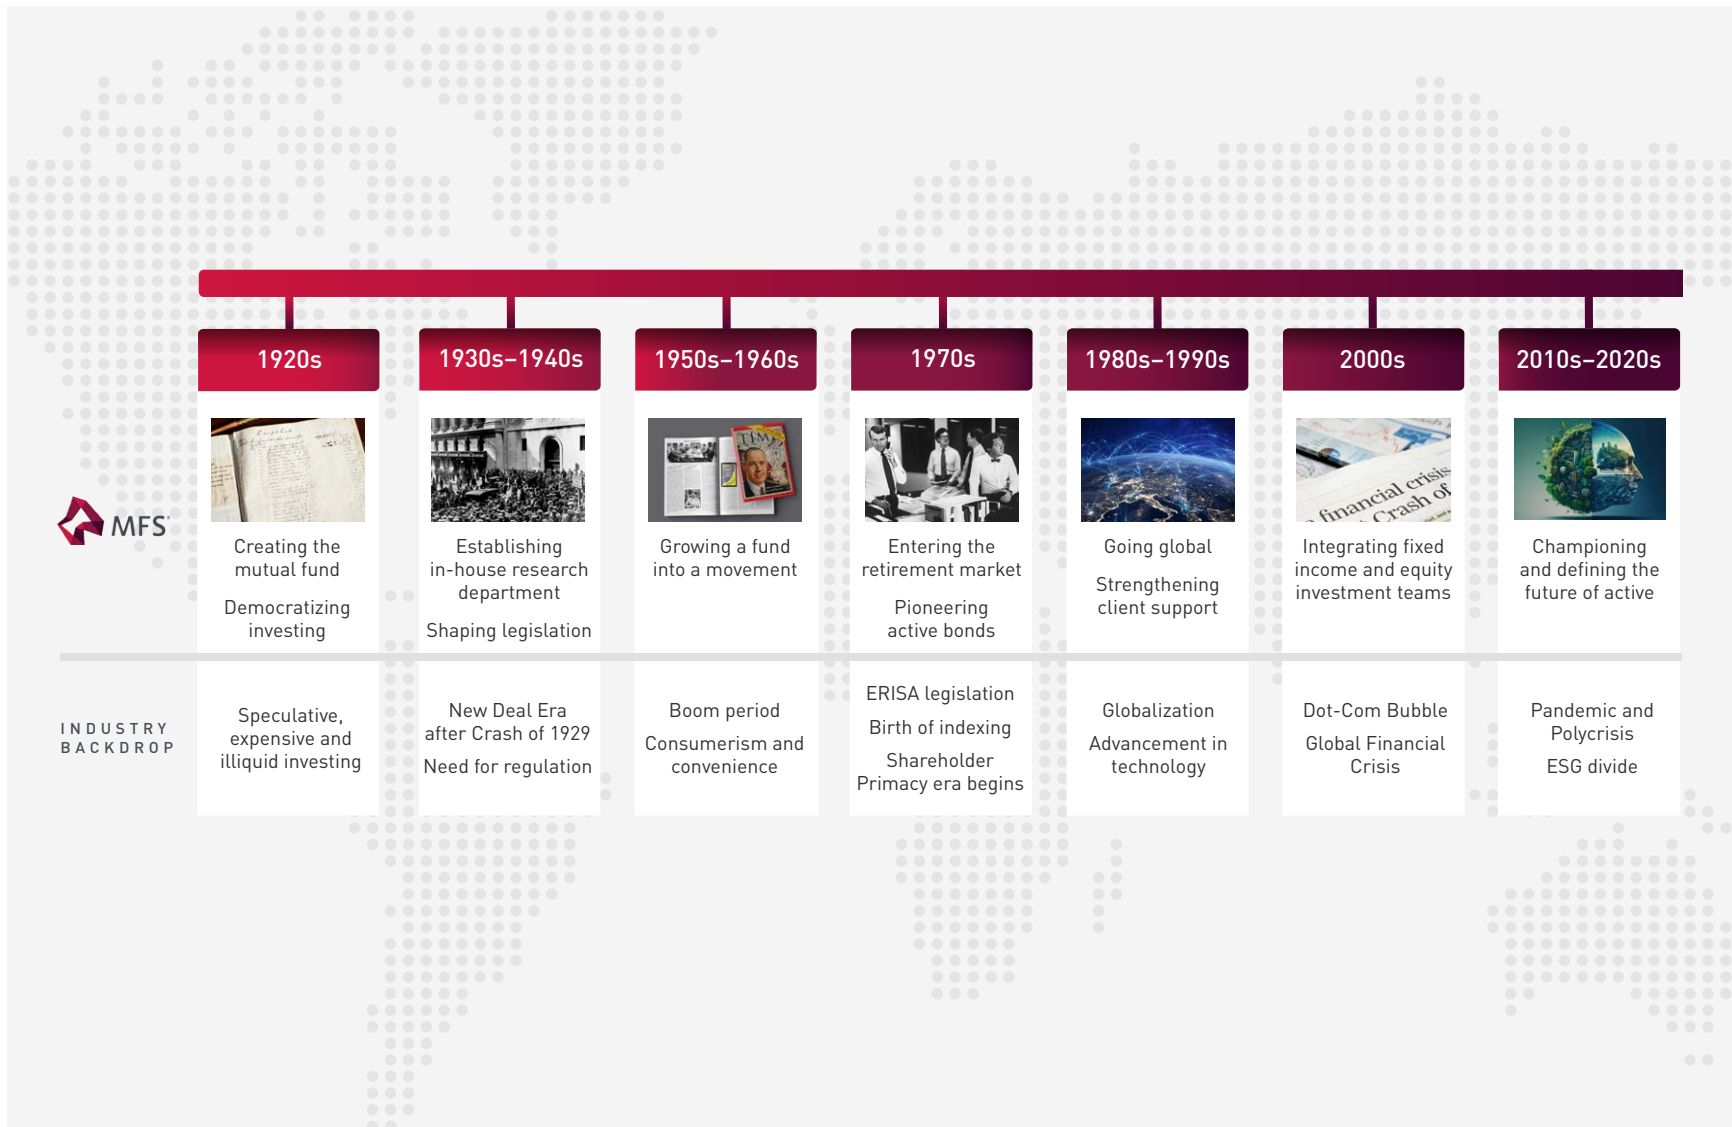 1920s
1930s–1940s
1950s–1960s
1970s
1980s–1990s
2000s
2010s–2020s
TIME
financial crisis
Crash of
MFS
Creating the
mutual fund
Democratizing
investing
Establishing
in-house research
department
Shaping legislation
Growing a fund
into a movement
Entering the
retirement market
Pioneering
active bonds
Going global
Strengthening
client support
Integrating fixed
income and equity
investment teams
Championing
and defining the
future of active
INDUSTRY
BACKDROP
Speculative,
expensive and
illiquid investing
New Deal Era
after Crash of 1929
Need for regulation
Boom period
Consumerism and
convenience
ERISA legislation
Birth of indexing
Shareholder
Primacy era begins
Globalization
Advancement in
technology
Dot-Com Bubble
Global Financial
Crisis
Pandemic and
Polycrisis
ESG divide